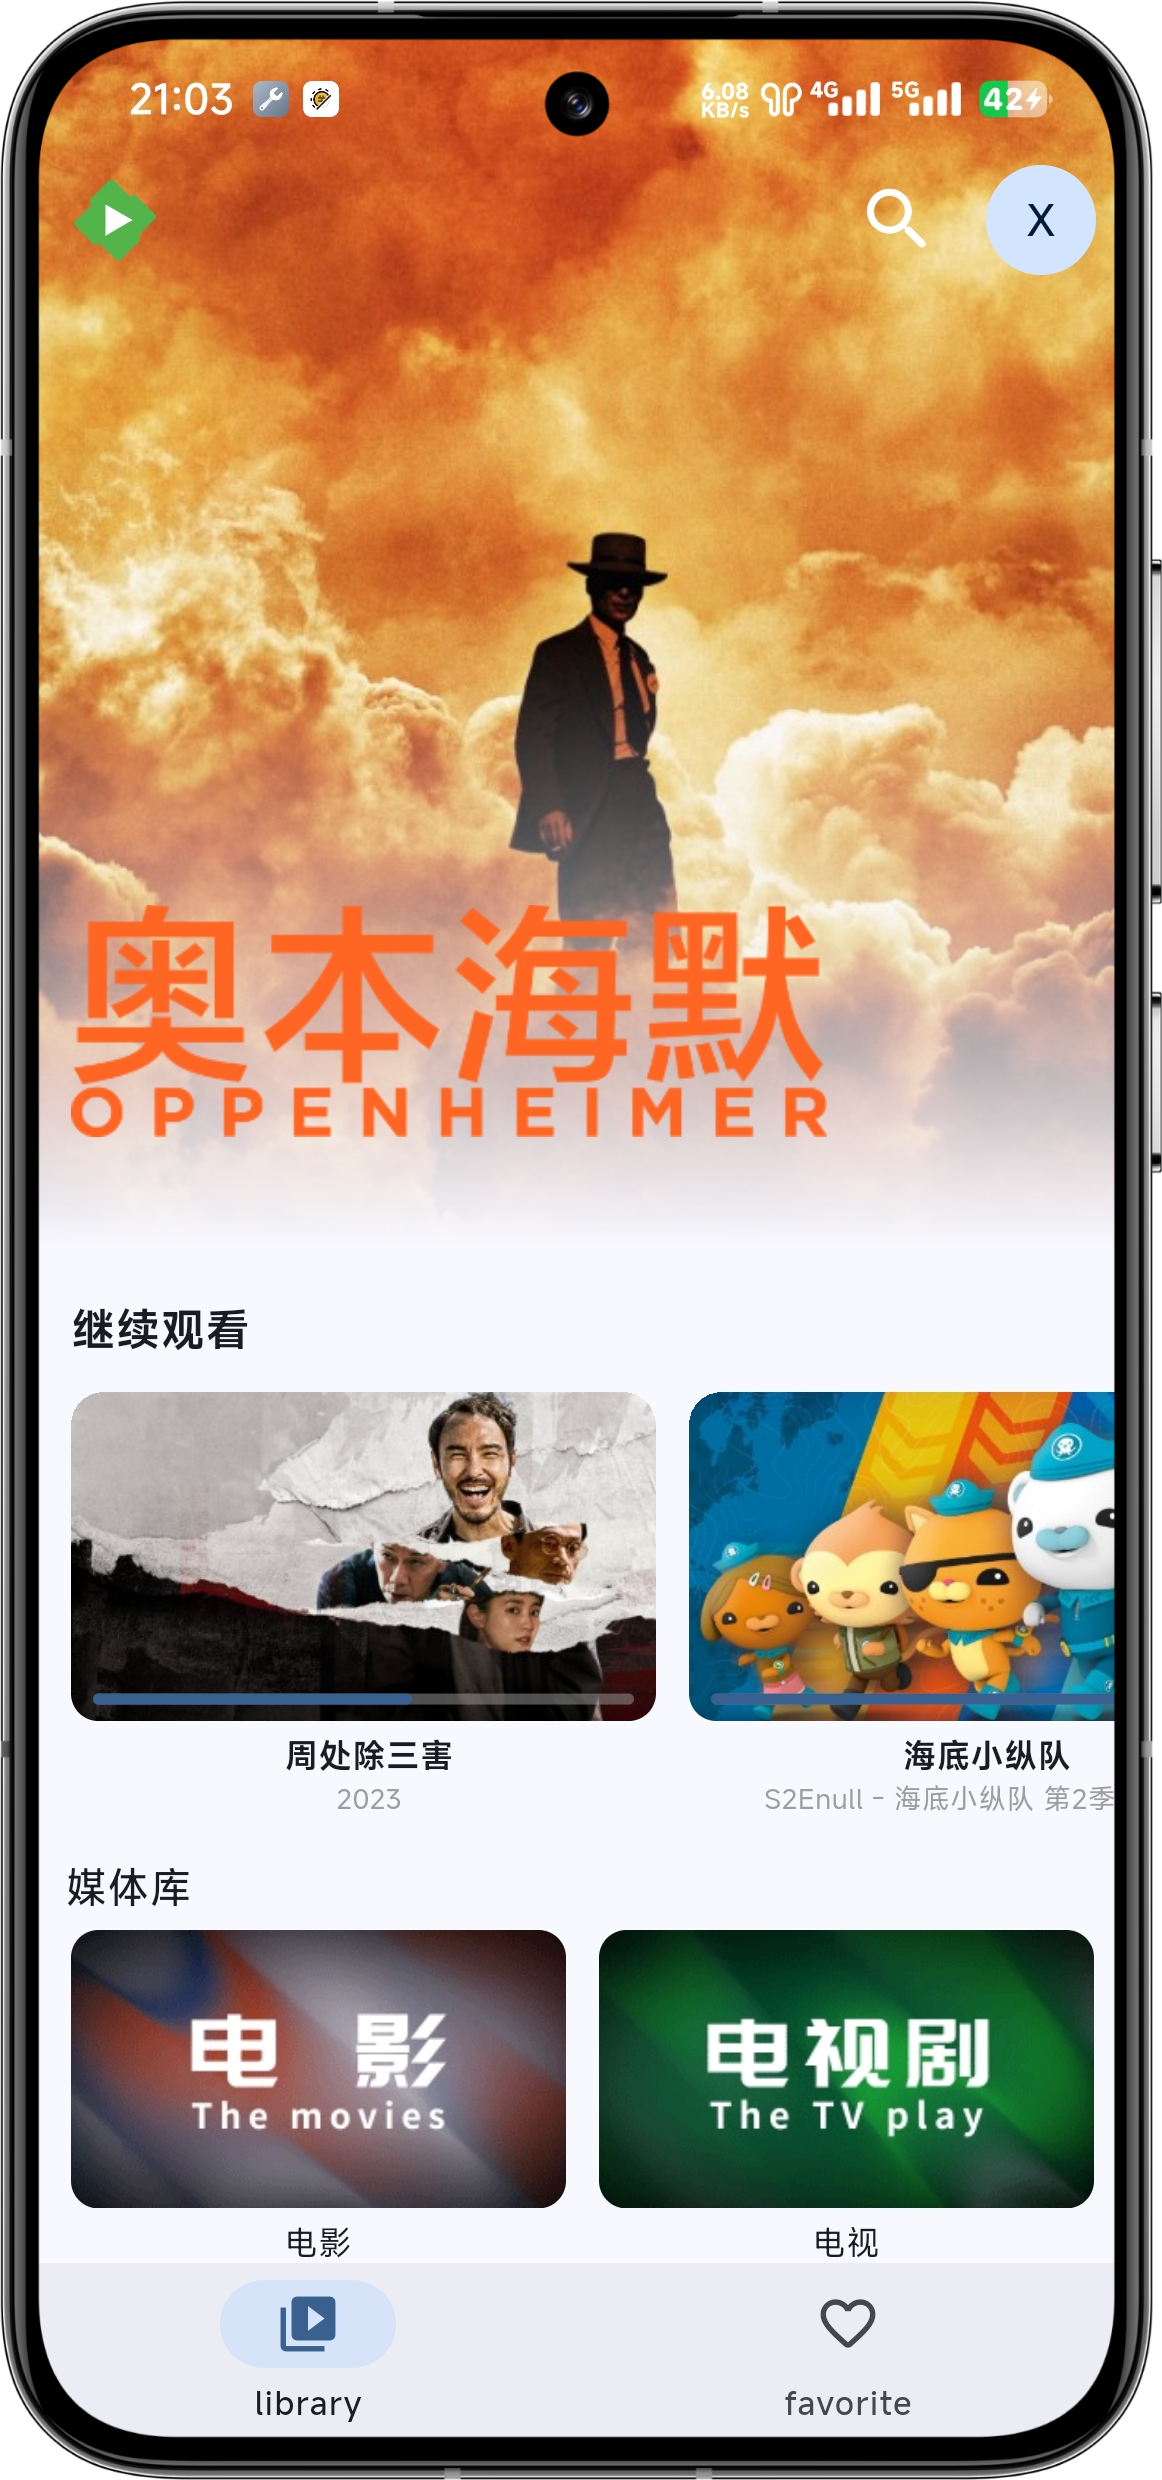 21:03
6.08 KB/s 4G 5G 42
X
奥本海默
OPPENHEIMER
继续观看
周处除三害
2023
海底小纵队
S2Enull - 海底小纵队 第2季
媒体库
电 影
The movies
电视剧
The TV play
电影
电视
library
favorite